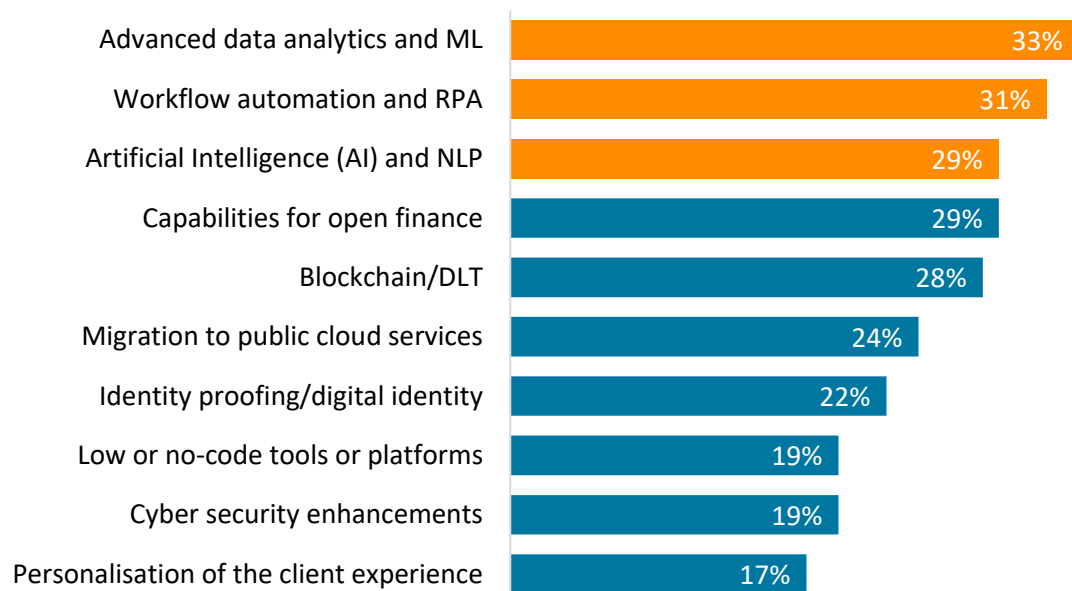 Advanced data analytics and ML 33%
Workflow automation and RPA 31%
Artificial Intelligence (AI) and NLP 29%
Capabilities for open finance 29%
Blockchain/DLT 28%
Migration to public cloud services 24%
Identity proofing/digital identity 22%
Low or no-code tools or platforms 19%
Cyber security enhancements 19%
Personalisation of the client experience 17%